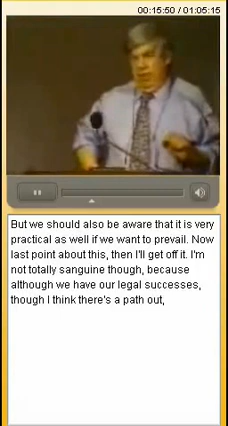 00:15:50 / 01:05:15
But we should also be aware that it is very
practical as well if we want to prevail. Now
last point about this, then I'll get off it. I'm
not totally sanguine though, because
although we have our legal successes,
though I think there's a path out,